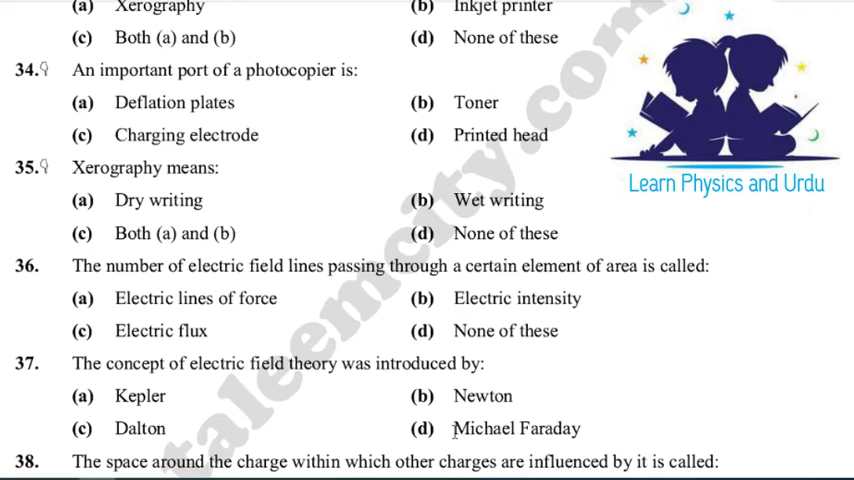 (a) Xerography (b) Inkjet printer
(c) Both (a) and (b) (d) None of these
34. An important port of a photocopier is:
(a) Deflation plates (b) Toner
(c) Charging electrode (d) Printed head
35. Xerography means:
(a) Dry writing (b) Wet writing
(c) Both (a) and (b) (d) None of these
36. The number of electric field lines passing through a certain element of area is called:
(a) Electric lines of force (b) Electric intensity
(c) Electric flux (d) None of these
37. The concept of electric field theory was introduced by:
(a) Kepler (b) Newton
(c) Dalton (d) Michael Faraday
38. The space around the charge within which other charges are influenced by it is called:
Learn Physics and Urdu
taleemcity.com